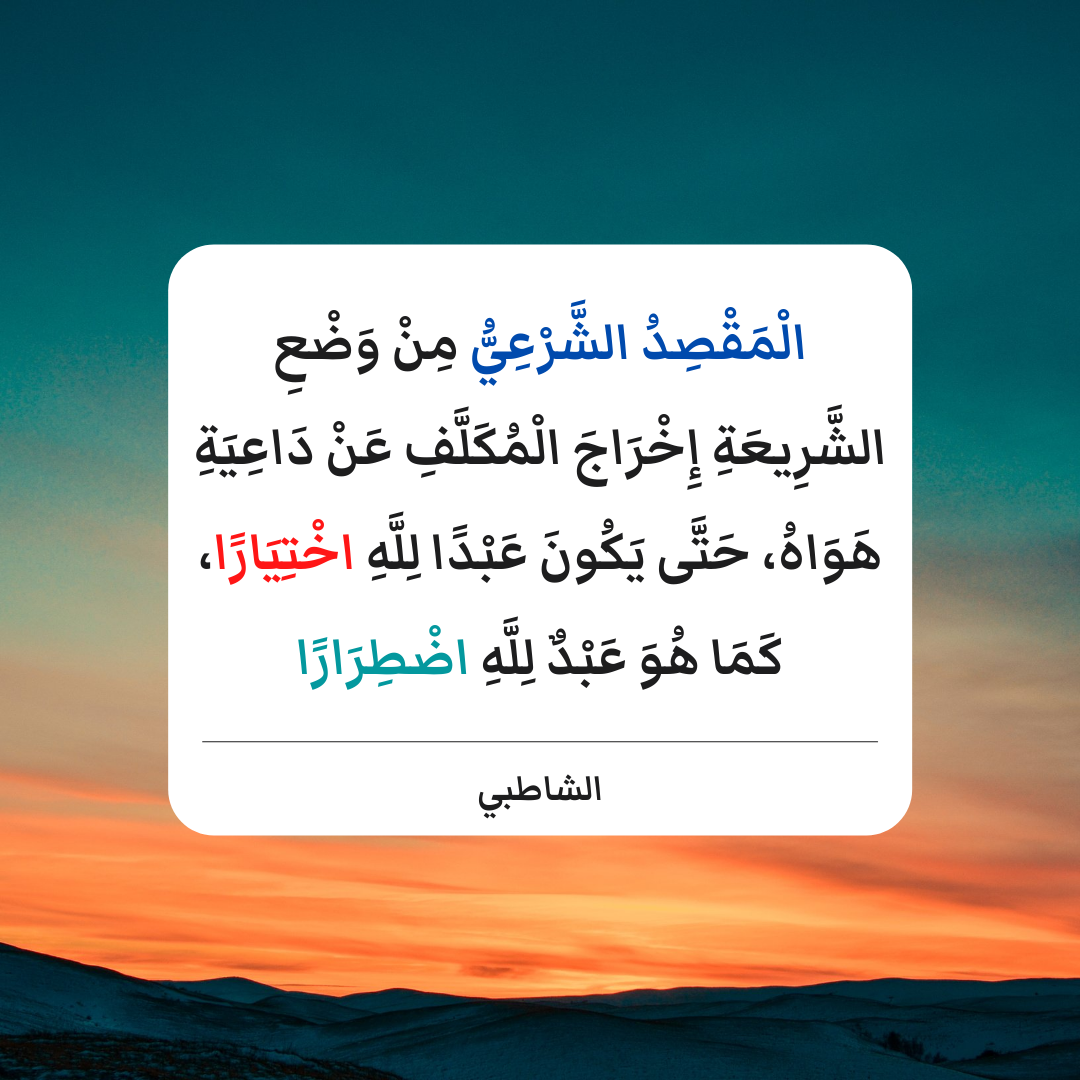 الْمَقْصِدُ الشَّرْعِيُّ مِنْ وَضْعِ
الشَّرِيعَةِ إِخْرَاجَ الْمُكَلَّفِ عَنْ دَاعِيَةِ
هَوَاهُ، حَتَّى يَكُونَ عَبْدًا لِلَّهِ اخْتِيَارًا،
كَمَا هُوَ عَبْدٌ لِلَّهِ اضْطِرَارًا
الشاطبي